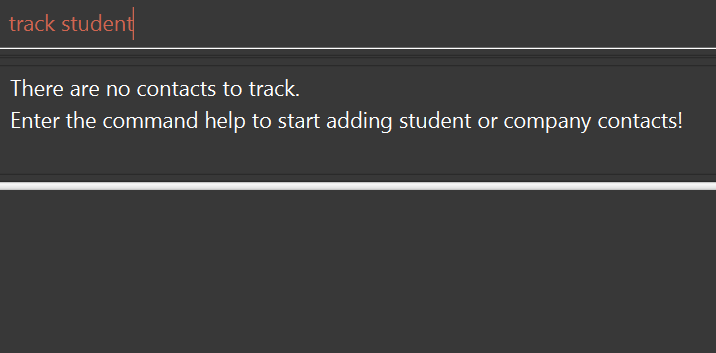 track student
There are no contacts to track.
Enter the command help to start adding student or company contacts!